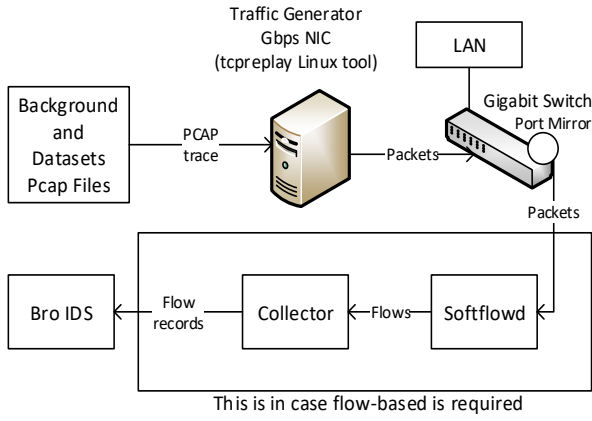 Traffic Generator
Gbps NIC
(tcpreplay Linux tool)
LAN
Background
and
Datasets
Pcap Files
PCAP
trace
Packets
Gigabit Switch
Port Mirror
Packets
Bro IDS
Flow
records
Collector
Flows
Softflowd
This is in case flow-based is required